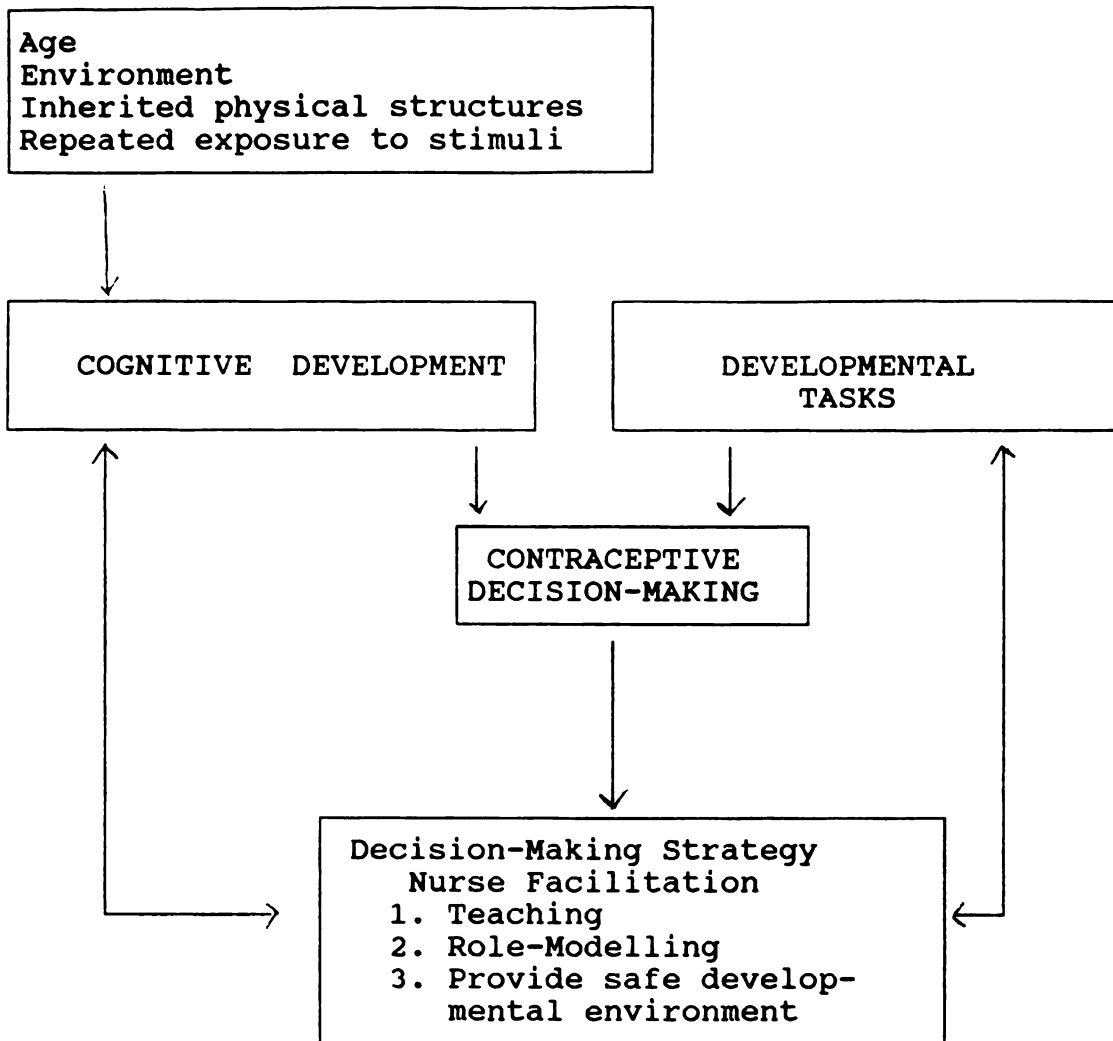 Age
Environment
Inherited physical structures
Repeated exposure to stimuli
COGNITIVE DEVELOPMENT
DEVELOPMENTAL
TASKS
CONTRACEPTIVE
DECISION-MAKING
Decision-Making Strategy
Nurse Facilitation
1. Teaching
2. Role-Modelling
3. Provide safe develop-
mental environment